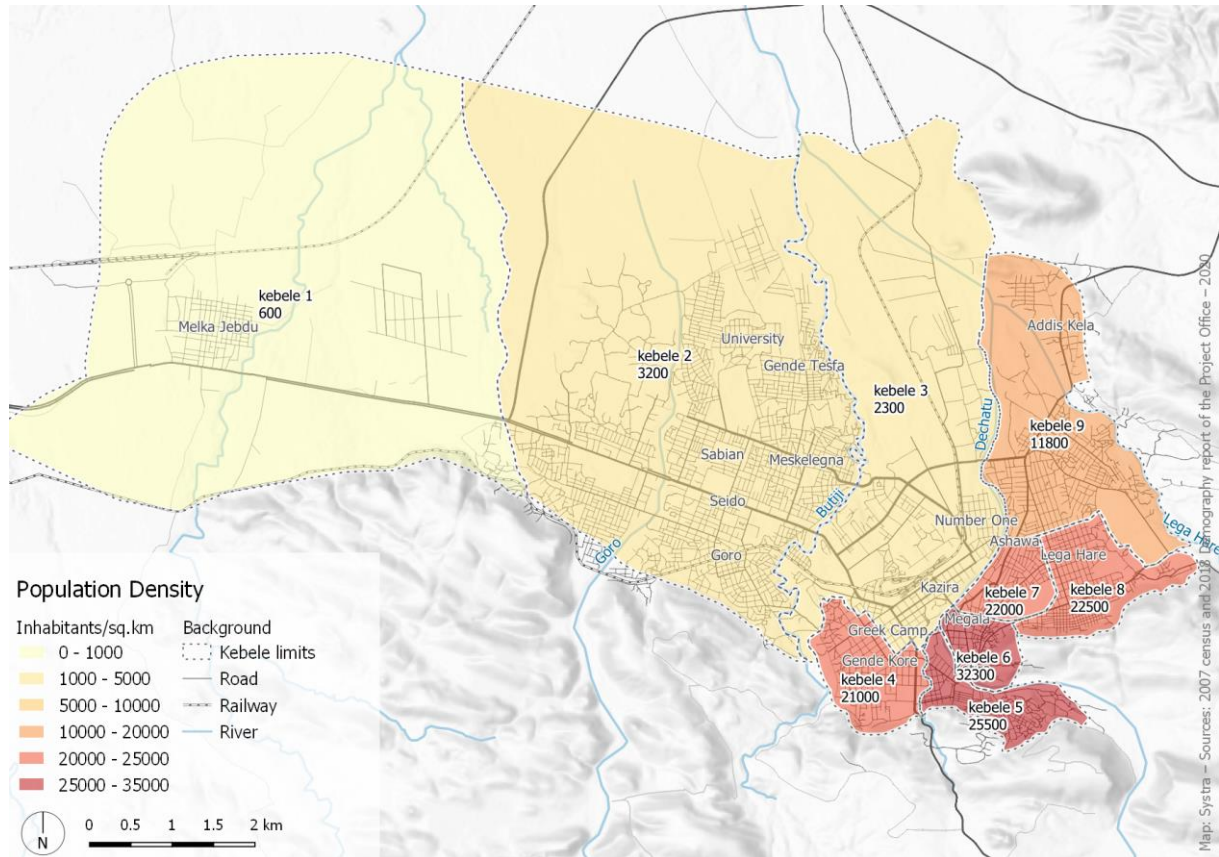 kebele 1
600
Melka Jebdu
University
kebele 2
3200
Gende Tesfa
kebele 3
2300
Addis Kela
Dechatu
kebele 9
11800
Sabian
Meskelegna
Seido
Butiji
Number One
Lega Hare
Ashawa
Lega Hare
Goro
Goro
Kazira
kebele 7
22000
kebele 8
22500
Megala
Greek Camp
Gende Kore
kebele 4
21000
kebele 6
32300
kebele 5
25500
Population Density
Inhabitants/sq.km
0 - 1000
1000 - 5000
5000 - 10000
10000 - 20000
20000 - 25000
25000 - 35000
Background
Kebele limits
Road
Railway
River
N
0 0.5 1 1.5 2 km
Map: Systra – Sources: 2007 census and 2018 Demography report of the Project Office – 2020